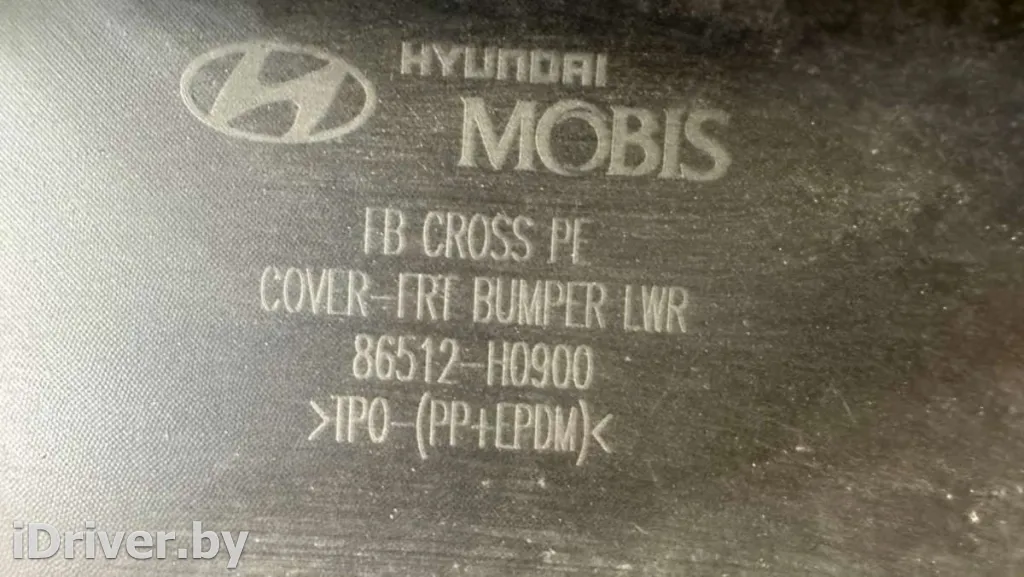 HYUNDAI
MOBIS
FB CROSS PE
COVER-FRT BUMPER LWR
86512-H0900
>TPO-(PP+EPDM)<
iDriver.by